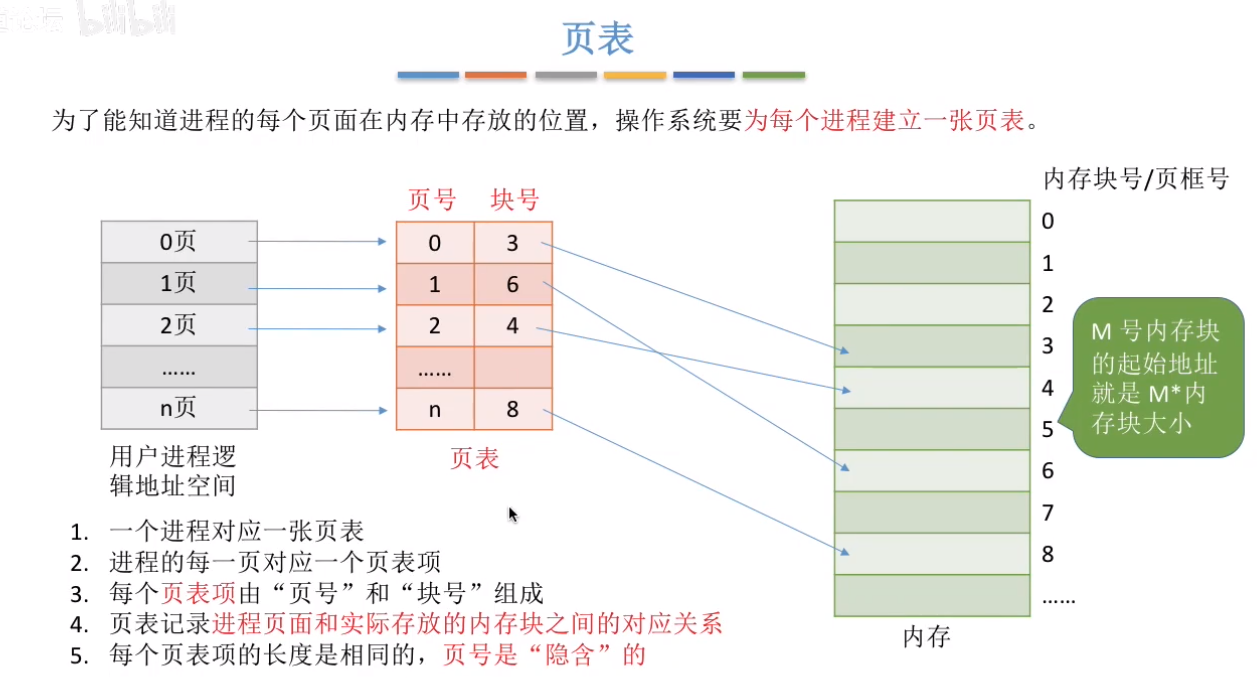 bilibili
页表
为了能知道进程的每个页面在内存中存放的位置，操作系统要为每个进程建立一张页表。
内存块号/页框号
页号 块号
0页 0 3
1页 1 6
2页 2 4
…… ……
n页 n 8
用户进程逻
辑地址空间
页表
0
1
2
3
4
5
6
7
8
……
内存
M 号内存块
的起始地址
就是 M*内
存块大小
1. 一个进程对应一张页表
2. 进程的每一页对应一个页表项
3. 每个页表项由“页号”和“块号”组成
4. 页表记录进程页面和实际存放的内存块之间的对应关系
5. 每个页表项的长度是相同的，页号是“隐含”的